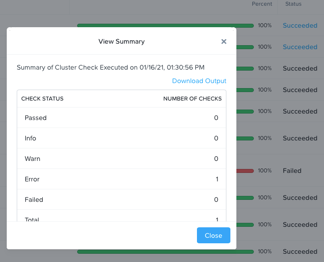 Percent Status
100% Succeeded
View Summary ×
100% Succeeded
Summary of Cluster Check Executed on 01/16/21, 01:30:56 PM
100% Succeeded
Download Output
100% Succeeded
CHECK STATUS NUMBER OF CHECKS
100% Succeeded
Passed 0
Info 0
100% Succeeded
Warn 0
100% Failed
Error 1
Failed 0
100% Succeeded
Total 1
100% Succeeded
Close
100% Succeeded